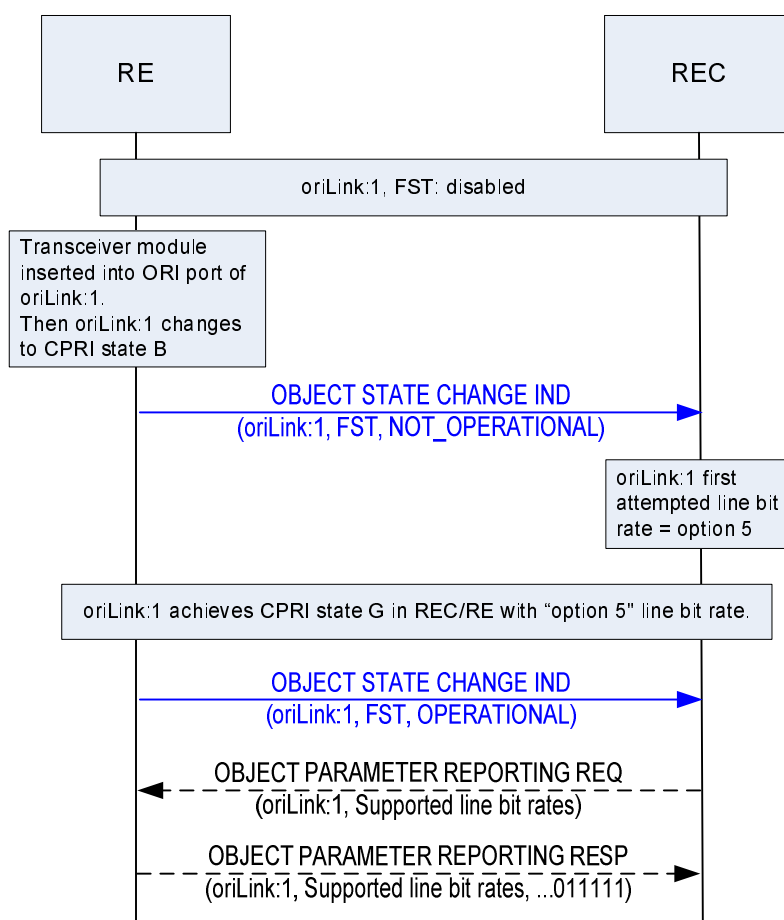 RE
REC
oriLink:1, FST: disabled
Transceiver module
inserted into ORI port of
oriLink:1.
Then oriLink:1 changes
to CPRI state B
OBJECT STATE CHANGE IND
(oriLink:1, FST, NOT_OPERATIONAL)
oriLink:1 first
attempted line bit
rate = option 5
oriLink:1 achieves CPRI state G in REC/RE with “option 5" line bit rate.
OBJECT STATE CHANGE IND
(oriLink:1, FST, OPERATIONAL)
OBJECT PARAMETER REPORTING REQ
(oriLink:1, Supported line bit rates)
OBJECT PARAMETER REPORTING RESP
(oriLink:1, Supported line bit rates, ...011111)